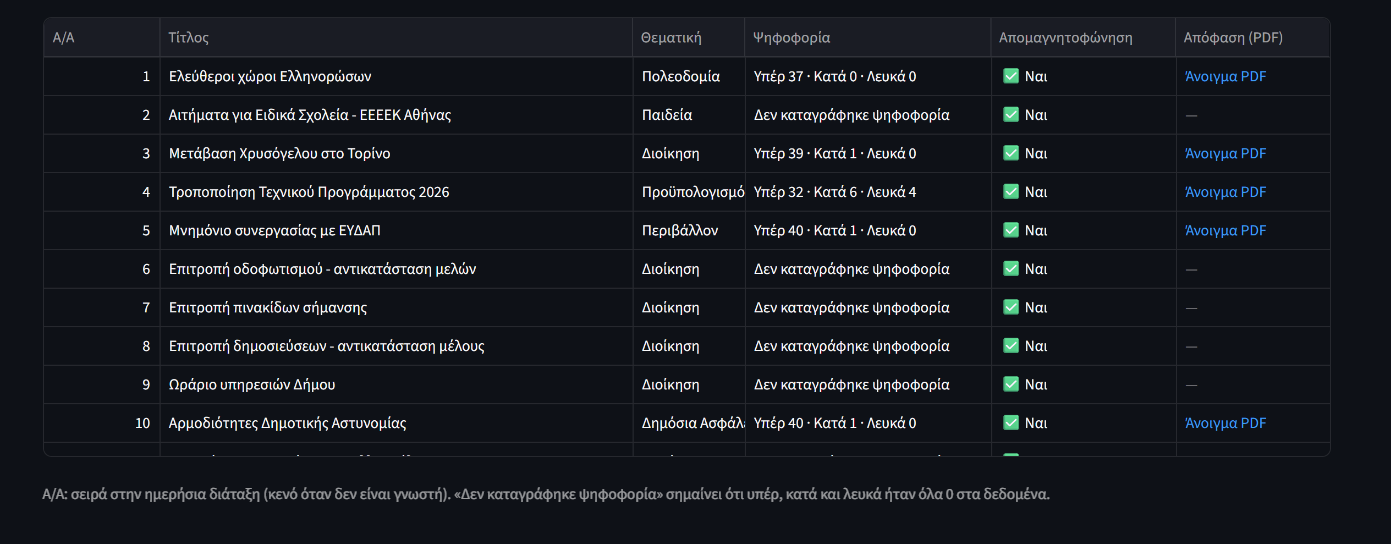 Α/Α Τίτλος Θεματική Ψηφοφορία Απομαγνητοφώνηση Απόφαση (PDF)
1 Ελεύθεροι χώροι Ελληνορώσων Πολεοδομία Υπέρ 37 · Κατά 0 · Λευκά 0 ✅ Ναι Άνοιγμα PDF
2 Αιτήματα για Ειδικά Σχολεία - ΕΕΕΕΚ Αθήνας Παιδεία Δεν καταγράφηκε ψηφοφορία ✅ Ναι —
3 Μετάβαση Χρυσόγελου στο Τορίνο Διοίκηση Υπέρ 39 · Κατά 1 · Λευκά 0 ✅ Ναι Άνοιγμα PDF
4 Τροποποίηση Τεχνικού Προγράμματος 2026 Προϋπολογισμό Υπέρ 32 · Κατά 6 · Λευκά 4 ✅ Ναι Άνοιγμα PDF
5 Μνημόνιο συνεργασίας με ΕΥΔΑΠ Περιβάλλον Υπέρ 40 · Κατά 1 · Λευκά 0 ✅ Ναι Άνοιγμα PDF
6 Επιτροπή οδοφωτισμού - αντικατάσταση μελών Διοίκηση Δεν καταγράφηκε ψηφοφορία ✅ Ναι —
7 Επιτροπή πινακίδων σήμανσης Διοίκηση Δεν καταγράφηκε ψηφοφορία ✅ Ναι —
8 Επιτροπή δημοσιεύσεων - αντικατάσταση μέλους Διοίκηση Δεν καταγράφηκε ψηφοφορία ✅ Ναι —
9 Ωράριο υπηρεσιών Δήμου Διοίκηση Δεν καταγράφηκε ψηφοφορία ✅ Ναι —
10 Αρμοδιότητες Δημοτικής Αστυνομίας Δημόσια Ασφάλ Υπέρ 40 · Κατά 1 · Λευκά 0 ✅ Ναι Άνοιγμα PDF
Α/Α: σειρά στην ημερήσια διάταξη (κενό όταν δεν είναι γνωστή). «Δεν καταγράφηκε ψηφοφορία» σημαίνει ότι υπέρ, κατά και λευκά ήταν όλα 0 στα δεδομένα.